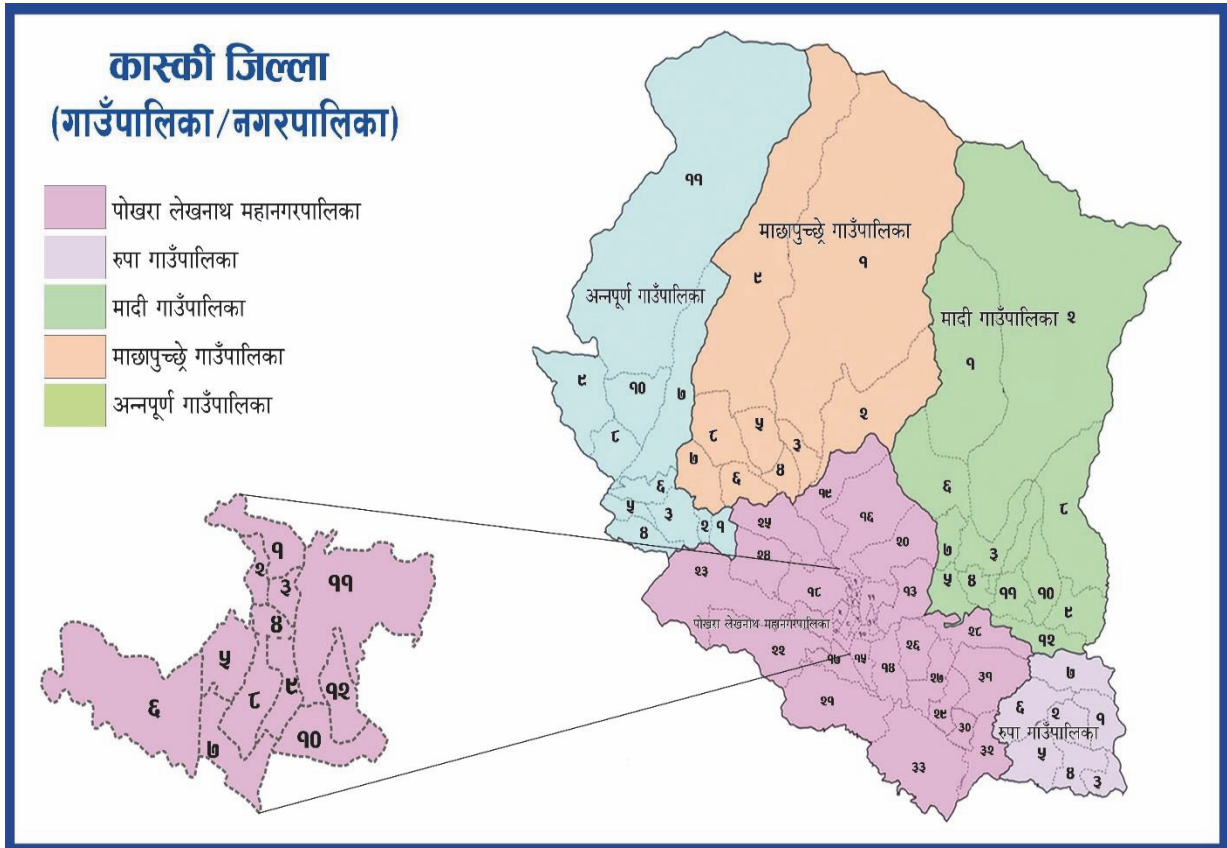 कास्की जिल्ला
(गाउँपालिका/नगरपालिका)
पोखरा लेखनाथ महानगरपालिका
रुपा गाउँपालिका
मादी गाउँपालिका
माछापुच्छ्रे गाउँपालिका
अन्नपूर्ण गाउँपालिका
११
माछापुच्छ्रे गाउँपालिका
९ १
अन्नपूर्ण गाउँपालिका
मादी गाउँपालिका २
१
९ १० ७
८
८ ५ ३ २
७ ६ ४
६
५ ३
४ २ १
६ ८
७ ३
५ ४ ११ १० ९
१२
१९
२५ १६
२४ २०
२३ १८ १३
पोखरा लेखनाथ महानगरपालिका
२८
२६
२२ १७ १५ १४ २७ ३१
२१ २९ ३० ३२
३३
७
६ २ १
रुपा गाउँपालिका
५
४ ३
१
२ ३ ११
४
५
६ ८ ९ १२
७ १०